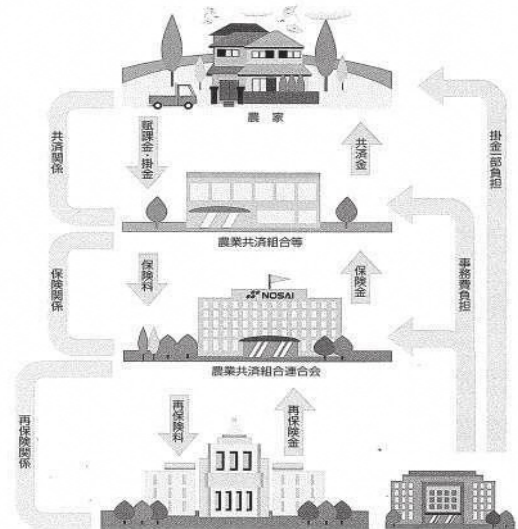 農家
共済関係
賦課金・掛金
共済金
掛金一部負担
農業共済組合等
保険関係
保険料
保険金
事務費負担
NOSAI
農業共済組合連合会
再保険関係
再保険料
再保険金